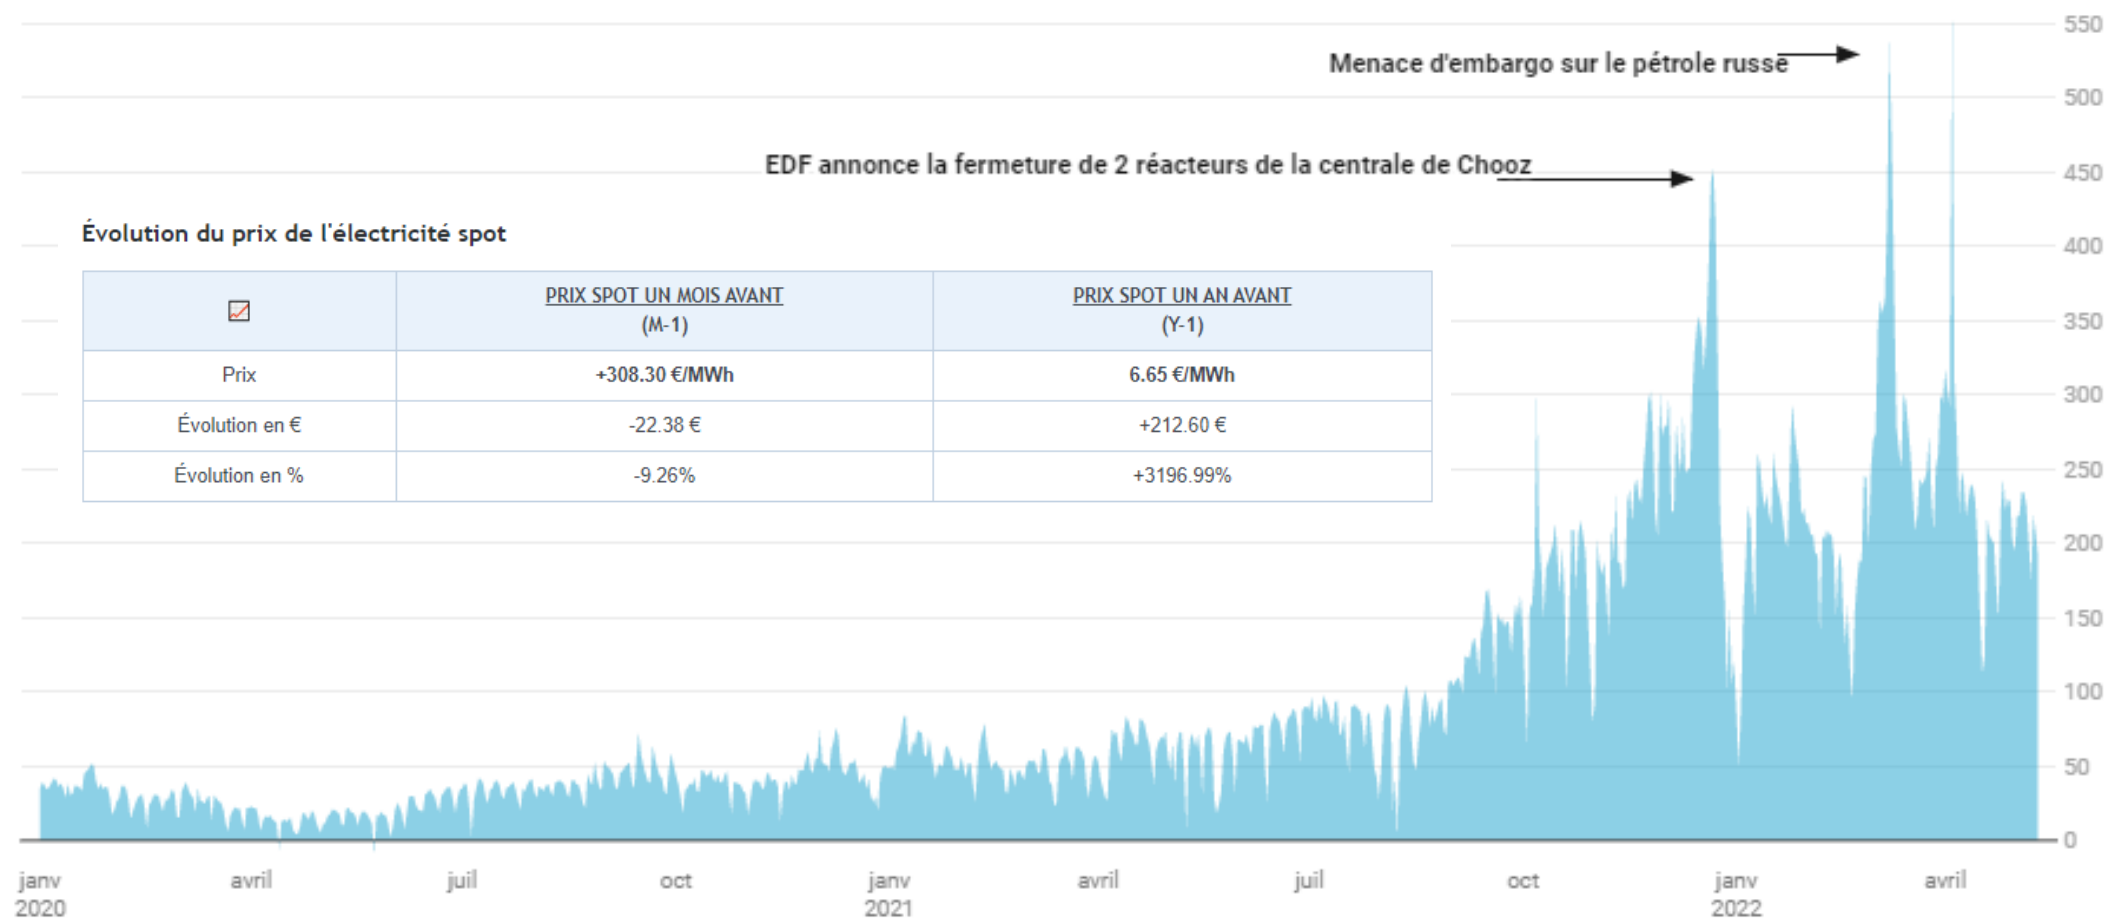 550
Menace d'embargo sur le pétrole russe
500
EDF annonce la fermeture de 2 réacteurs de la centrale de Chooz
450
Évolution du prix de l'électricité spot
400
PRIX SPOT UN MOIS AVANT
(M-1)
PRIX SPOT UN AN AVANT
(Y-1)
350
Prix
+308.30 €/MWh
6.65 €/MWh
300
Évolution en €
-22.38 €
+212.60 €
Évolution en %
-9.26%
+3196.99%
250
200
150
100
50
0
janv
2020
avril
juil
oct
janv
2021
avril
juil
oct
janv
2022
avril